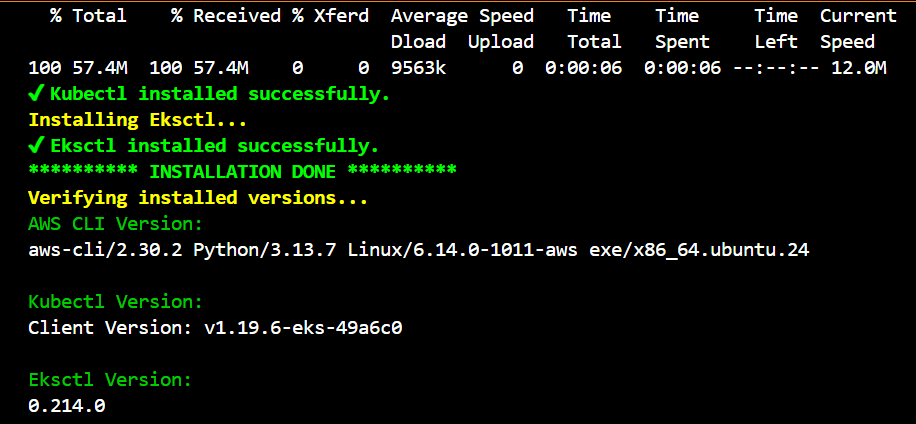 % Total % Received % Xferd Average Speed Time Time Time Current
Dload Upload Total Spent Left Speed
100 57.4M 100 57.4M 0 0 9563k 0 0:00:06 0:00:06 --:--:-- 12.0M
✔ Kubectl installed successfully.
Installing Eksctl...
✔ Eksctl installed successfully.
********** INSTALLATION DONE **********
Verifying installed versions...
AWS CLI Version:
aws-cli/2.30.2 Python/3.13.7 Linux/6.14.0-1011-aws exe/x86_64.ubuntu.24
Kubectl Version:
Client Version: v1.19.6-eks-49a6c0
Eksctl Version:
0.214.0